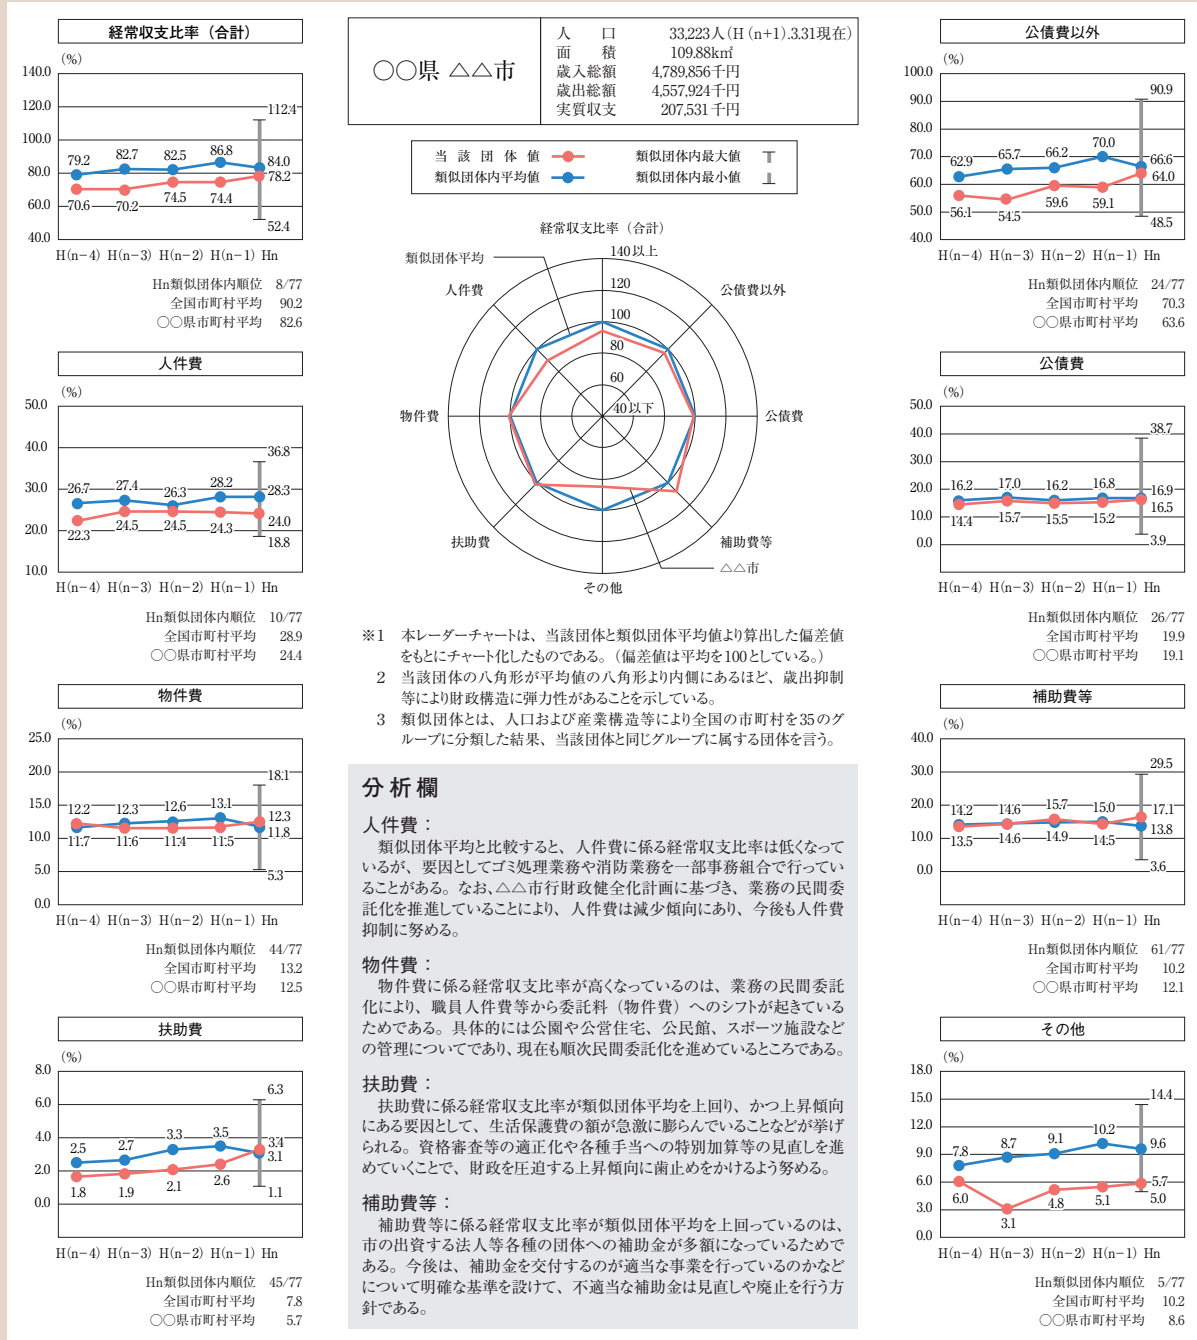 経常収支比率（合計）
(%)
140.0
120.0
100.0
80.0
60.0
40.0
112.4
79.2 82.7 82.5 86.8 84.0
78.2
70.6 70.2 74.5 74.4
52.4
H(n−4) H(n−3) H(n−2) H(n−1) Hn
Hn類似団体内順位 8/77
全国市町村平均 90.2
○○県市町村平均 82.6
人件費
(%)
50.0
40.0
30.0
20.0
10.0
36.8
26.7 27.4 26.3 28.2 28.3
22.3 24.5 24.5 24.3 24.0
18.8
H(n−4) H(n−3) H(n−2) H(n−1) Hn
Hn類似団体内順位 10/77
全国市町村平均 28.9
○○県市町村平均 24.4
物件費
(%)
25.0
20.0
15.0
10.0
5.0
0.0
18.1
12.2 12.3 12.6 13.1 12.3
11.7 11.6 11.4 11.5 11.8
5.3
H(n−4) H(n−3) H(n−2) H(n−1) Hn
Hn類似団体内順位 44/77
全国市町村平均 13.2
○○県市町村平均 12.5
扶助費
(%)
8.0
6.0
4.0
2.0
0.0
6.3
2.5 2.7 3.3 3.5 3.4
3.1
1.8 1.9 2.1 2.6
1.1
H(n−4) H(n−3) H(n−2) H(n−1) Hn
Hn類似団体内順位 45/77
全国市町村平均 7.8
○○県市町村平均 5.7
○○県 △△市
人口 33,223人(H (n+1).3.31現在)
面積 109.88km²
歳入総額 4,789,856千円
歳出総額 4,557,924千円
実質収支 207,531千円
当該団体値
類似団体内平均値
類似団体内最大値
類似団体内最小値
経常収支比率（合計）
類似団体平均
140以上
120
100
80
60
40以下
人件費
公債費以外
物件費
公債費
扶助費
補助費等
△△市
その他
※1 本レーダーチャートは、当該団体と類似団体平均値より算出した偏差値
をもとにチャート化したものである。（偏差値は平均を100としている。）
2 当該団体の八角形が平均値の八角形より内側にあるほど、歳出抑制
等により財政構造に弾力性があることを示している。
3 類似団体とは、人口および産業構造等により全国の市町村を35のグ
ループに分類した結果、当該団体と同じグループに属する団体を言う。
分析欄
人件費：
類似団体平均と比較すると、人件費に係る経常収支比率は低くなって
いるが、要因としてゴミ処理業務や消防業務を一部事務組合で行ってい
ることがある。なお、△△市行財政健全化計画に基づき、業務の民間委
託化を推進していることにより、人件費は減少傾向にあり、今後も人件費
抑制に努める。
物件費：
物件費に係る経常収支比率が高くなっているのは、業務の民間委託
化により、職員人件費等から委託料（物件費）へのシフトが起きている
ためである。具体的には公園や公営住宅、公民館、スポーツ施設など
の管理についてであり、現在も順次民間委託化を進めているところである。
扶助費：
扶助費に係る経常収支比率が類似団体平均を上回り、かつ上昇傾向
にある要因として、生活保護費の額が急激に膨らんでいることなどが挙げ
られる。資格審査等の適正化や各種手当への特別加算等の見直しを進
めていくことで、財政を圧迫する上昇傾向に歯止めをかけるよう努める。
補助費等：
補助費等に係る経常収支比率が類似団体平均を上回っているのは、
市の出資する法人等各種の団体への補助金が多額になっているためで
ある。今後は、補助金を交付するのが適当な事業を行っているのかなど
について明確な基準を設けて、不適当な補助金は見直しや廃止を行う方
針である。
公債費以外
(%)
100.0
90.0
80.0
70.0
60.0
50.0
40.0
90.9
62.9 65.7 66.2 70.0 66.6
64.0
56.1 54.5 59.6 59.1
48.5
H(n−4) H(n−3) H(n−2) H(n−1) Hn
Hn類似団体内順位 24/77
全国市町村平均 70.3
○○県市町村平均 63.6
公債費
(%)
50.0
40.0
30.0
20.0
10.0
0.0
38.7
16.2 17.0 16.2 16.8 16.9
14.4 15.7 15.5 15.2 16.5
3.9
H(n−4) H(n−3) H(n−2) H(n−1) Hn
Hn類似団体内順位 26/77
全国市町村平均 19.9
○○県市町村平均 19.1
補助費等
(%)
40.0
30.0
20.0
10.0
0.0
29.5
14.2 14.6 15.7 15.0 17.1
13.5 14.6 14.9 14.5 13.8
3.6
H(n−4) H(n−3) H(n−2) H(n−1) Hn
Hn類似団体内順位 61/77
全国市町村平均 10.2
○○県市町村平均 12.1
その他
(%)
18.0
15.0
12.0
9.0
6.0
3.0
0.0
14.4
7.8 8.7 9.1 10.2 9.6
5.7
6.0 3.1 4.8 5.1 5.0
H(n−4) H(n−3) H(n−2) H(n−1) Hn
Hn類似団体内順位 5/77
全国市町村平均 10.2
○○県市町村平均 8.6